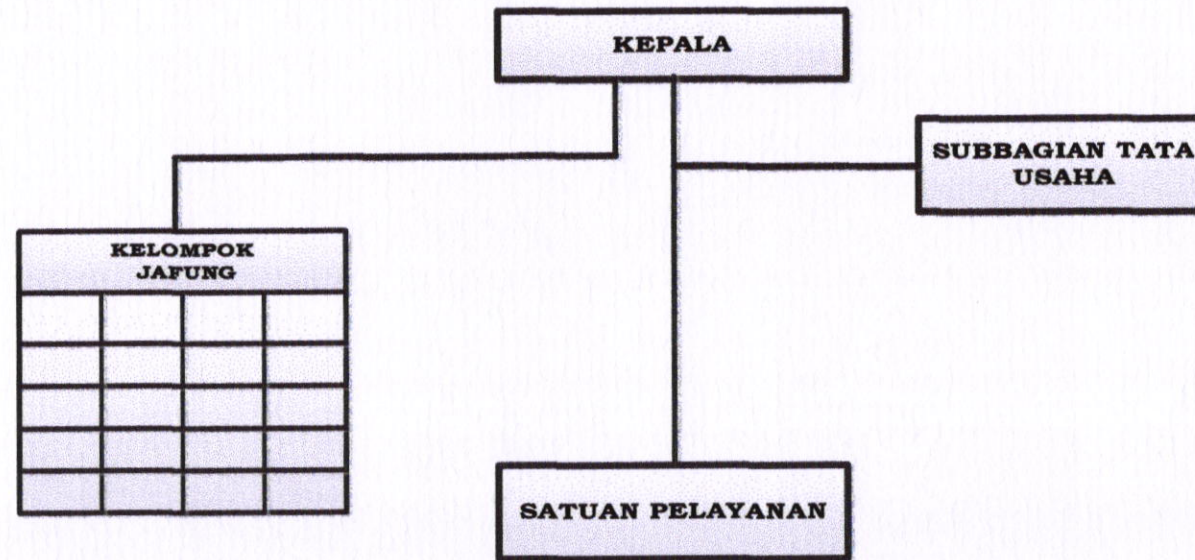 KEPALA
SUBBAGIAN TATA
USAHA
KELOMPOK
JAFUNG
SATUAN PELAYANAN